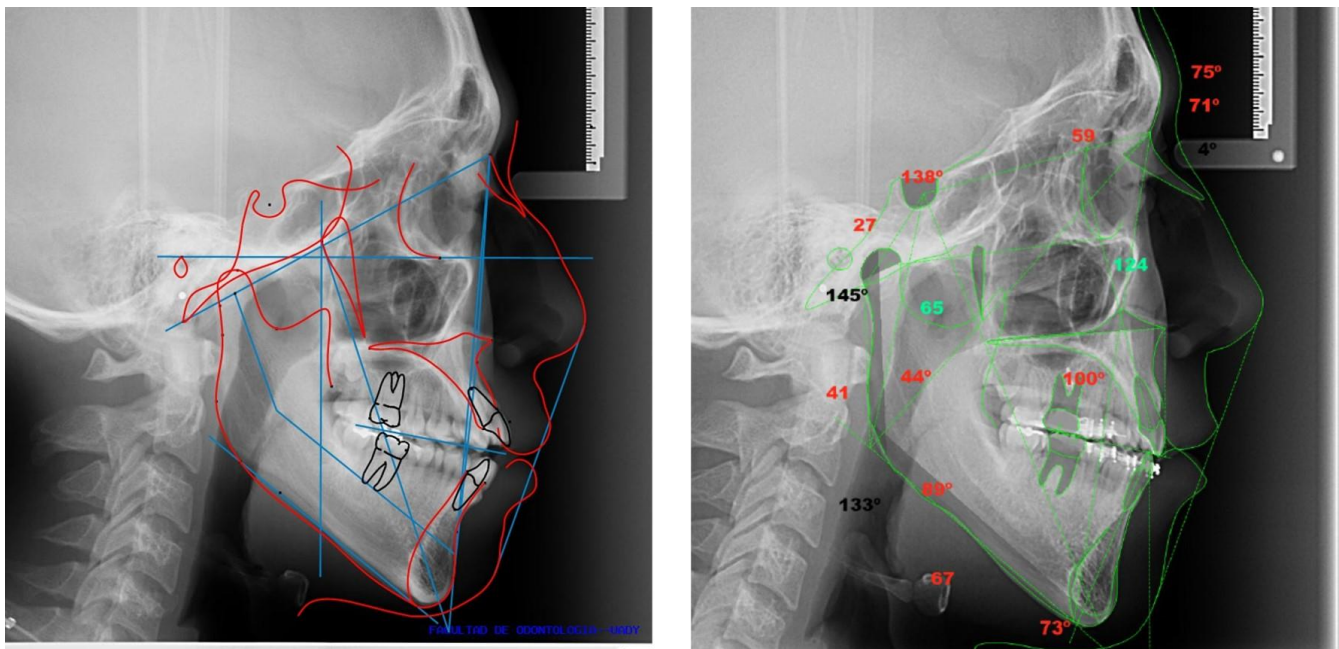 FACULTAD DE ODONTOLOGIA--UADY
75º
71º
59
4º
138º
27
124
145º
65
41
44º
100º
89º
133º
67
73º